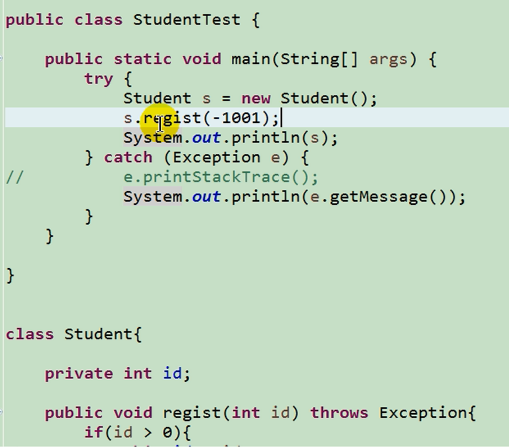 public class StudentTest {
public static void main(String[] args) {
try {
Student s = new Student();
s.regist(-1001);
System.out.println(s);
} catch (Exception e) {
// e.printStackTrace();
System.out.println(e.getMessage());
}
}
}
class Student{
private int id;
public void regist(int id) throws Exception{
if(id > 0){